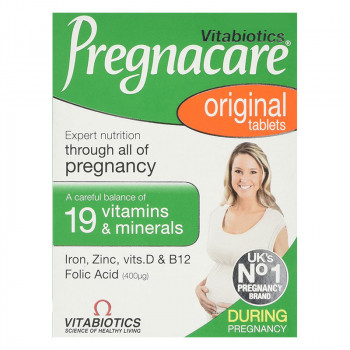 Vitabiotics
Pregnacare®
original
tablets
Expert nutrition
through all of
pregnancy
A careful balance of
19 vitamins
& minerals
Iron, Zinc, vits.D & B12
Folic Acid (400µg)
UK's
Nº1
PREGNANCY
BRAND
VITABIOTICS
SCIENCE OF HEALTHY LIVING
DURING
PREGNANCY